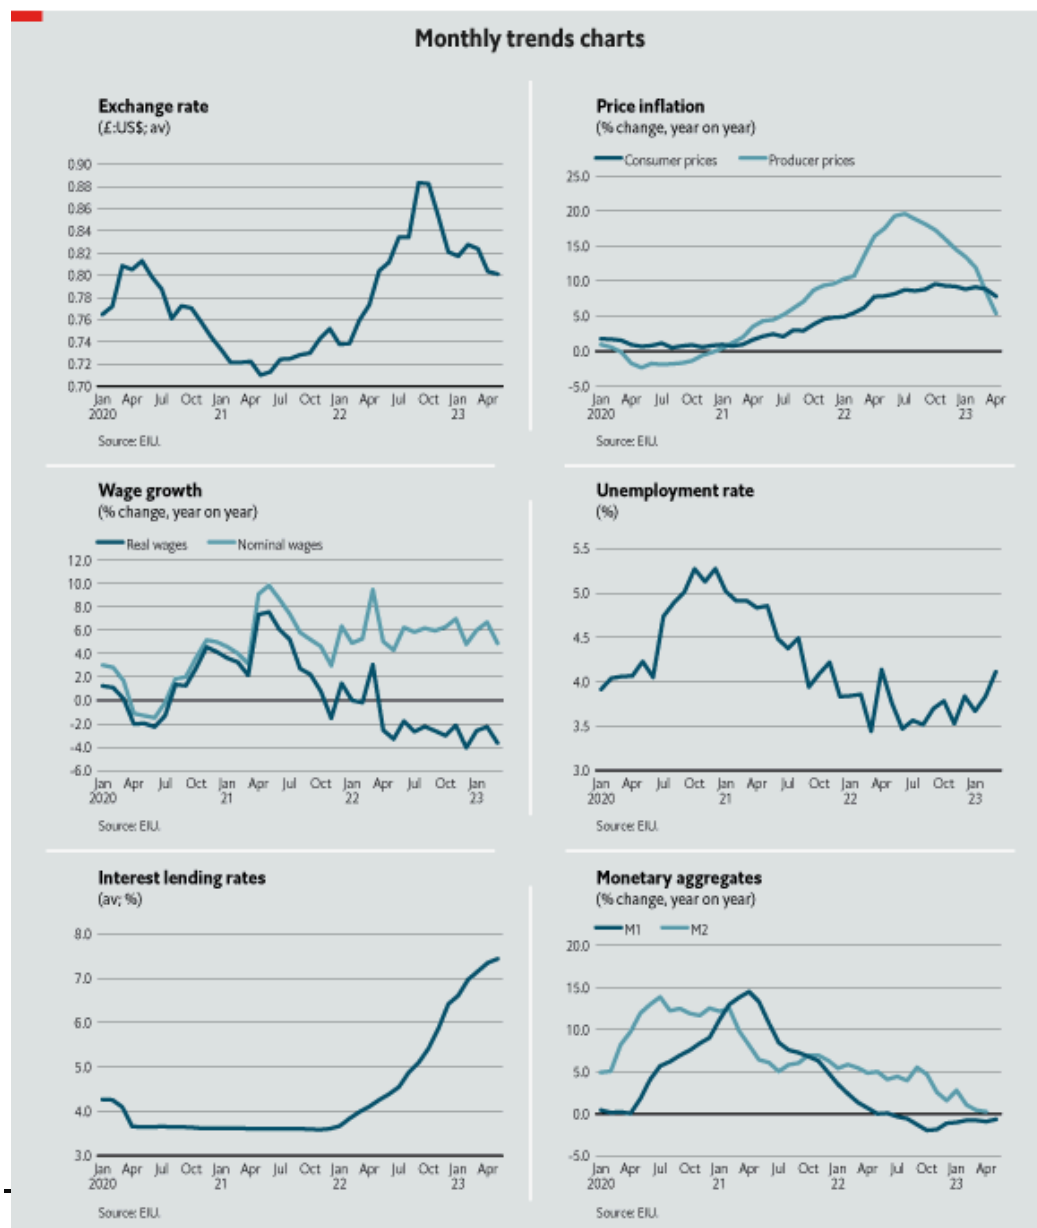 Monthly trends charts
Exchange rate
(£:US$; av)
0.90
0.88
0.86
0.84
0.82
0.80
0.78
0.76
0.74
0.72
0.70
Jan Apr Jul Oct Jan Apr Jul Oct Jan Apr Jul Oct Jan Apr
2020 21 22 23
Source: EIU.
Price inflation
(% change, year on year)
Consumer prices Producer prices
25.0
20.0
15.0
10.0
5.0
0.0
-5.0
Jan Apr Jul Oct Jan Apr Jul Oct Jan Apr Jul Oct Jan Apr
2020 21 22 23
Source: EIU.
Wage growth
(% change, year on year)
Real wages Nominal wages
12.0
10.0
8.0
6.0
4.0
2.0
0.0
-2.0
-4.0
-6.0
Jan Apr Jul Oct Jan Apr Jul Oct Jan Apr Jul Oct Jan
2020 21 22 23
Source: EIU.
Unemployment rate
(%)
5.5
5.0
4.5
4.0
3.5
3.0
Jan Apr Jul Oct Jan Apr Jul Oct Jan Apr Jul Oct Jan
2020 21 22 23
Source: EIU.
Interest lending rates
(av; %)
8.0
7.0
6.0
5.0
4.0
3.0
Jan Apr Jul Oct Jan Apr Jul Oct Jan Apr Jul Oct Jan Apr
2020 21 22 23
Source: EIU.
Monetary aggregates
(% change, year on year)
M1 M2
20.0
15.0
10.0
5.0
0.0
-5.0
Jan Apr Jul Oct Jan Apr Jul Oct Jan Apr Jul Oct Jan Apr
2020 21 22 23
Source: EIU.